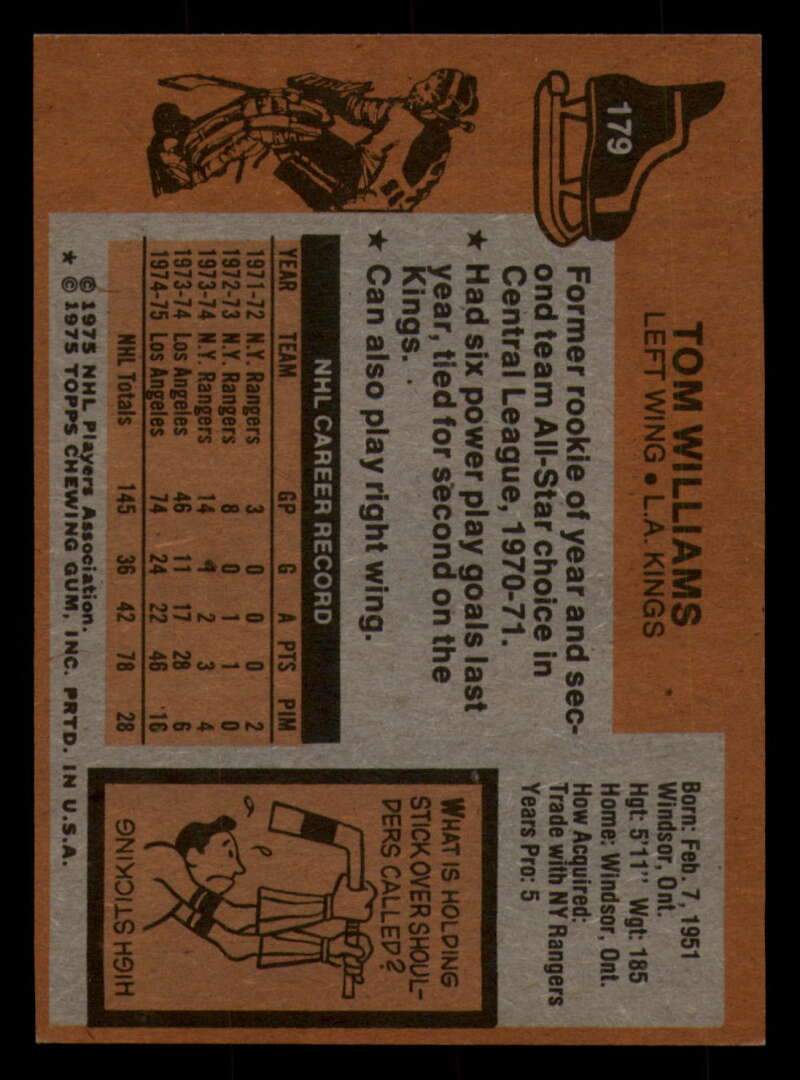 179
TOM WILLIAMS
LEFT WING • L.A. KINGS
Born: Feb. 7, 1951
Windsor, Ont.
Hgt: 5'11" Wgt: 185
Home: Windsor, Ont.
How Acquired:
Trade with NY Rangers
Years Pro: 5
Former rookie of year and sec-
ond team All-Star choice in
Central League, 1970-71.
★ Had six power play goals last
year, tied for second on the
Kings.
★ Can also play right wing.
NHL CAREER RECORD
YEAR TEAM GP G A PTS PIM
1971-72 N.Y. Rangers 3 0 0 0 2
1972-73 N.Y. Rangers 8 0 1 1 0
1973-74 N.Y. Rangers 14 1 2 3 4
1973-74 Los Angeles 46 11 17 28 6
1974-75 Los Angeles 74 24 22 46 16
NHL Totals 145 36 42 78 28
WHAT IS HOLDING
STICK OVER SHOUL-
DERS CALLED?
HIGH STICKING
© 1975 NHL Players Association.
★ © 1975 TOPPS CHEWING GUM, INC. PRTD. IN U.S.A.